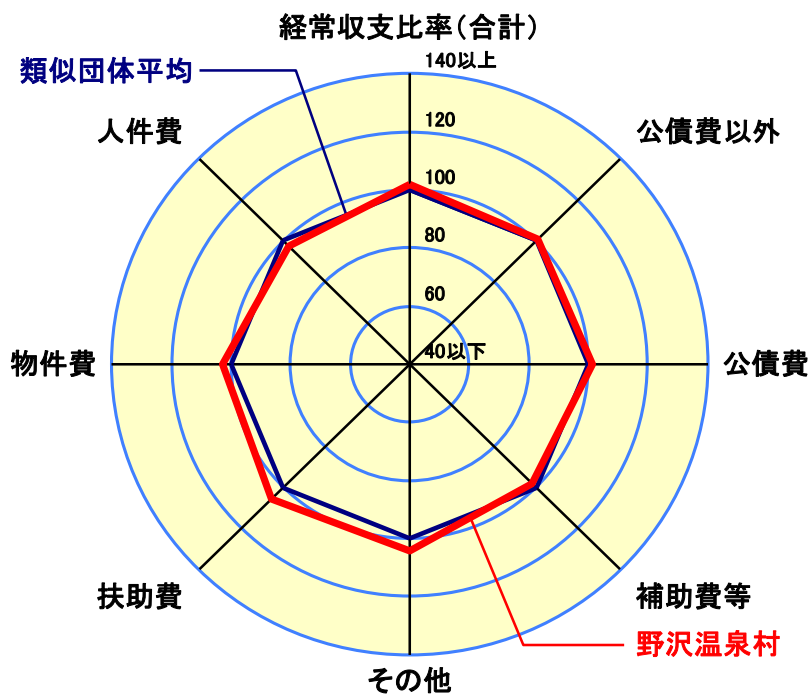 経常収支比率(合計)
類似団体平均
140以上
人件費
120
公債費以外
100
80
60
40以下
物件費
公債費
扶助費
補助費等
野沢温泉村
その他